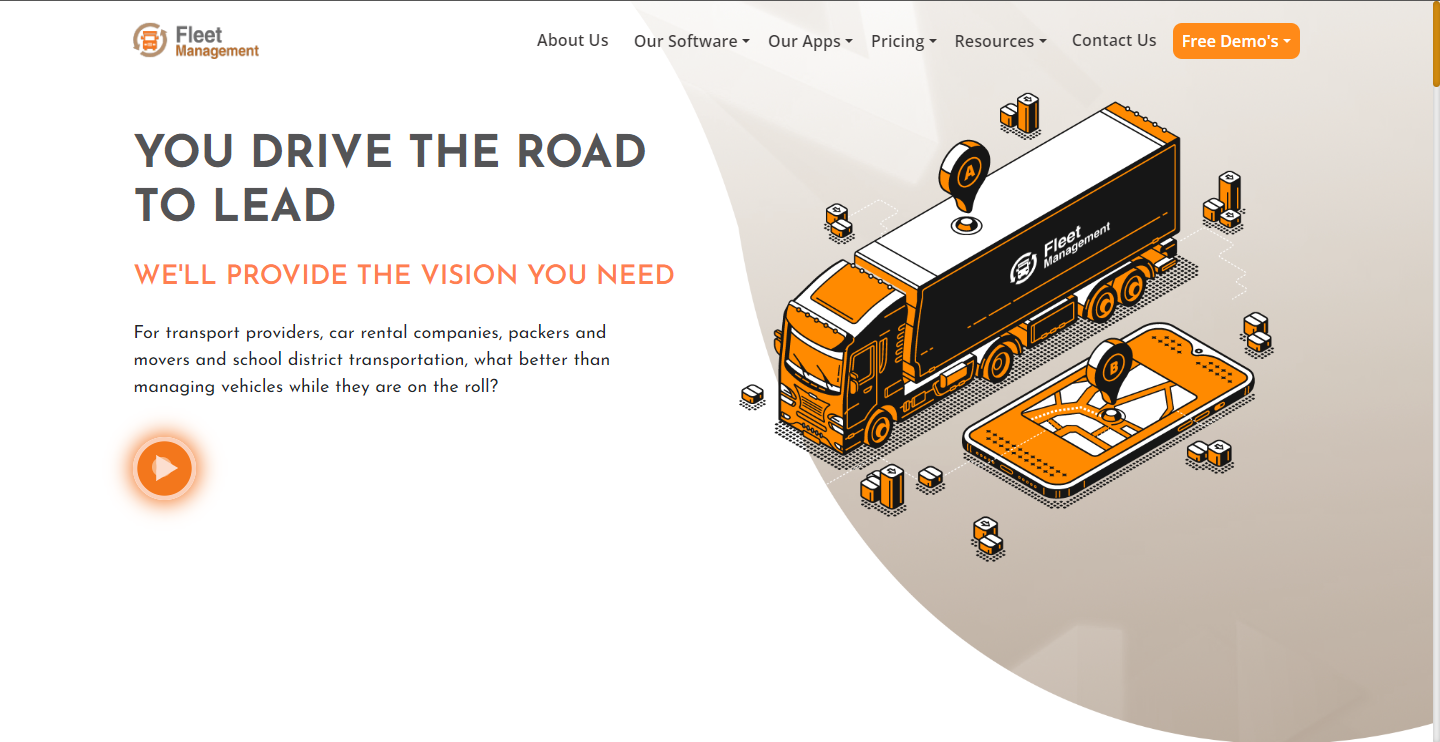 Fleet
Management
About Us
Our Software
Our Apps
Pricing
Resources
Contact Us
Free Demo's
YOU DRIVE THE ROAD
TO LEAD
WE'LL PROVIDE THE VISION YOU NEED
For transport providers, car rental companies, packers and
movers and school district transportation, what better than
managing vehicles while they are on the roll?
A
Fleet
Management
B